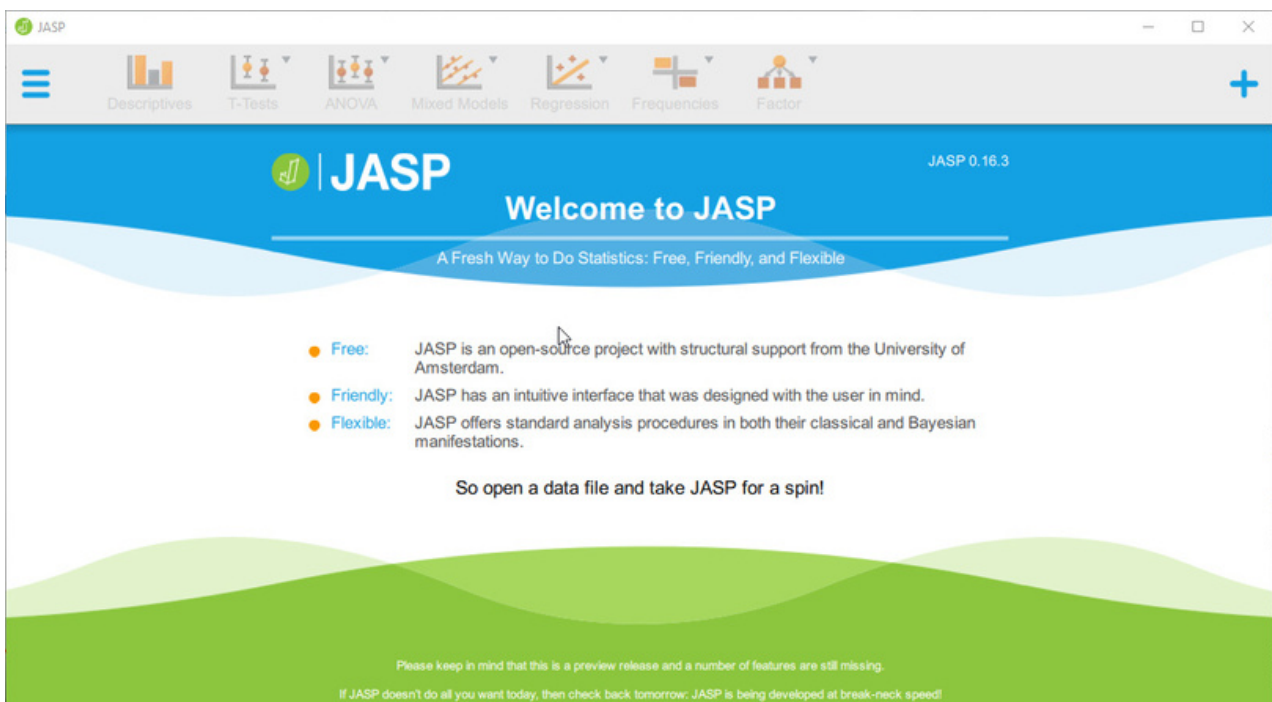 JASP
Descriptives
T-Tests
ANOVA
Mixed Models
Regression
Frequencies
Factor
JASP
JASP 0.16.3
Welcome to JASP
A Fresh Way to Do Statistics: Free, Friendly, and Flexible
Free: JASP is an open-source project with structural support from the University of
Amsterdam.
Friendly: JASP has an intuitive interface that was designed with the user in mind.
Flexible: JASP offers standard analysis procedures in both their classical and Bayesian
manifestations.
So open a data file and take JASP for a spin!
Please keep in mind that this is a preview release and a number of features are still missing.
If JASP doesn't do all you want today, then check back tomorrow: JASP is being developed at break-neck speed!